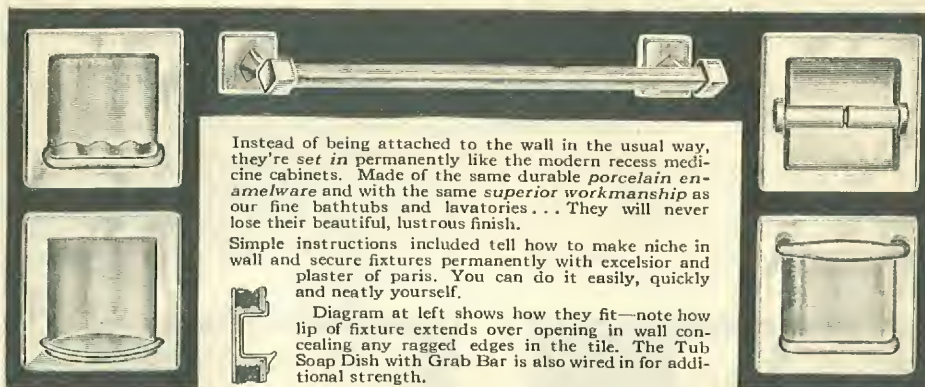 Instead of being attached to the wall in the usual way,
they're set in permanently like the modern recess medi-
cine cabinets. Made of the same durable porcelain en-
amelware and with the same superior workmanship as
our fine bathtubs and lavatories... They will never
lose their beautiful, lustrous finish.
Simple instructions included tell how to make niche in
wall and secure fixtures permanently with excelsior and
plaster of paris. You can do it easily, quickly
and neatly yourself.
Diagram at left shows how they fit—note how
lip of fixture extends over opening in wall con-
cealing any ragged edges in the tile. The Tub
Soap Dish with Grab Bar is also wired in for addi-
tional strength.